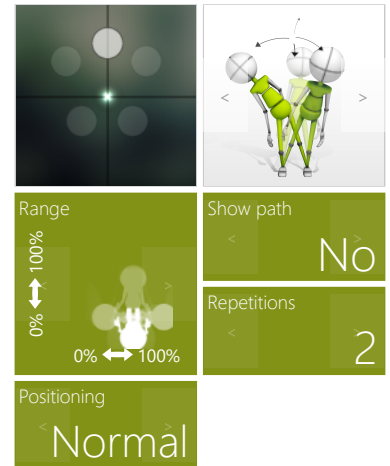 < >
Range
0% 100%
< >
0% 100%
Show path
< >
No
Repetitions
< >
2
Positioning
< >
Normal